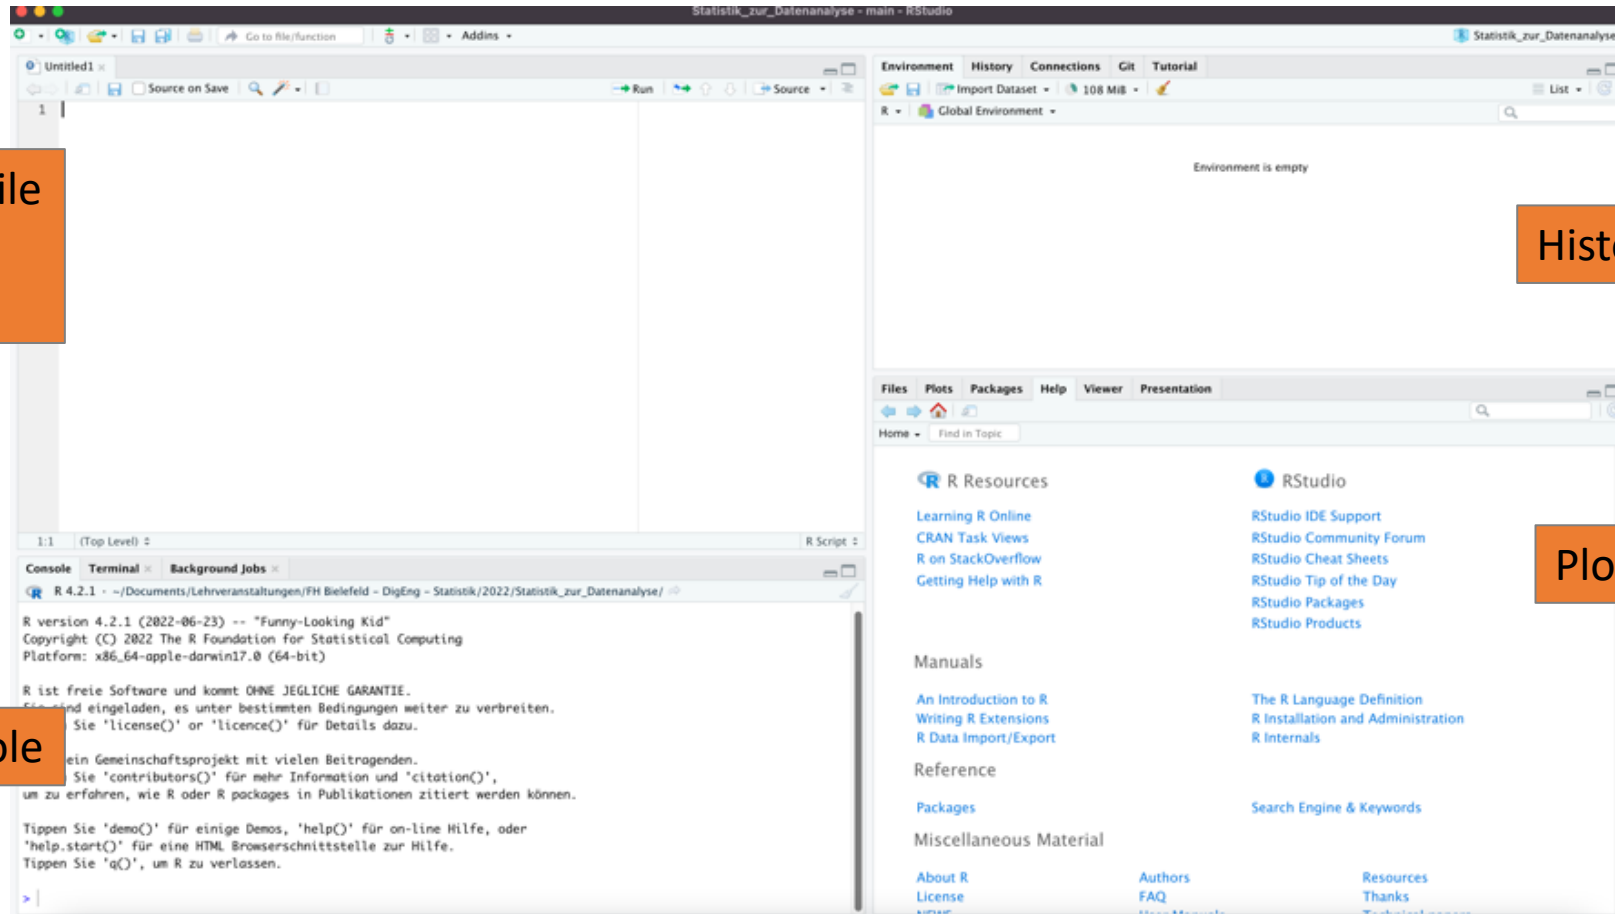 Statistik_zur_Datenanalyse - main - RStudio
Go to file/function Addins Statistik_zur_Datenanalyse
Untitled1
Source on Save Run Source
1
ile
1:1 (Top Level) R Script
Console Terminal Background Jobs
R 4.2.1 · ~/Documents/Lehrveranstaltungen/FH Bielefeld – DigEng – Statistik/2022/Statistik_zur_Datenanalyse/
R version 4.2.1 (2022-06-23) -- "Funny-Looking Kid"
Copyright (C) 2022 The R Foundation for Statistical Computing
Platform: x86_64-apple-darwin17.0 (64-bit)
R ist freie Software und kommt OHNE JEGLICHE GARANTIE.
Sie sind eingeladen, es unter bestimmten Bedingungen weiter zu verbreiten.
Sie 'license()' or 'licence()' für Details dazu.
ole
ein Gemeinschaftsprojekt mit vielen Beitragenden.
Sie 'contributors()' für mehr Information und 'citation()',
um zu erfahren, wie R oder R packages in Publikationen zitiert werden können.
Tippen Sie 'demo()' für einige Demos, 'help()' für on-line Hilfe, oder
'help.start()' für eine HTML Browserschnittstelle zur Hilfe.
Tippen Sie 'q()', um R zu verlassen.
>
Environment History Connections Git Tutorial
Import Dataset 108 MiB List
R Global Environment
Environment is empty
Hist
Files Plots Packages Help Viewer Presentation
Home Find in Topic
R Resources
Learning R Online
CRAN Task Views
R on StackOverflow
Getting Help with R
RStudio
RStudio IDE Support
RStudio Community Forum
RStudio Cheat Sheets
RStudio Tip of the Day
RStudio Packages
RStudio Products
Plo
Manuals
An Introduction to R The R Language Definition
Writing R Extensions R Installation and Administration
R Data Import/Export R Internals
Reference
Packages Search Engine & Keywords
Miscellaneous Material
About R Authors Resources
License FAQ Thanks